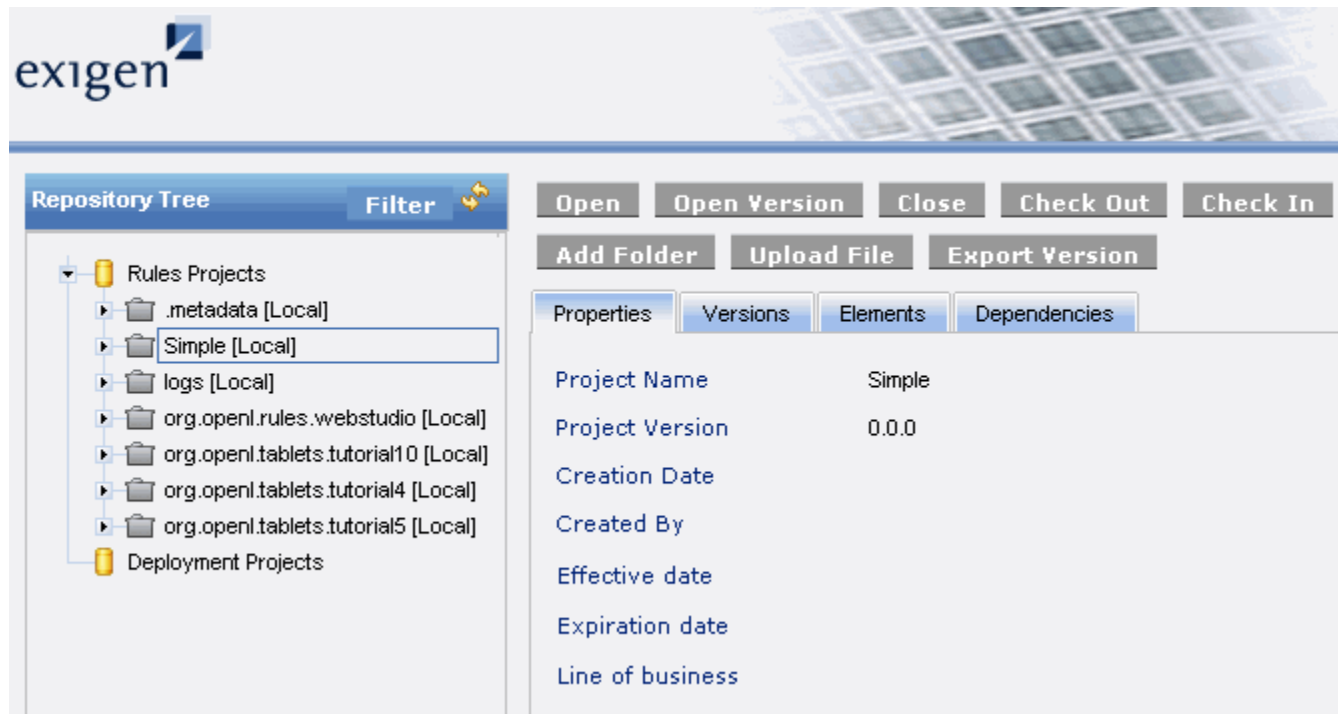 exigen
Repository Tree Filter
Rules Projects
.metadata [Local]
Simple [Local]
logs [Local]
org.openl.rules.webstudio [Local]
org.openl.tablets.tutorial10 [Local]
org.openl.tablets.tutorial4 [Local]
org.openl.tablets.tutorial5 [Local]
Deployment Projects
Open Open Version Close Check Out Check In
Add Folder Upload File Export Version
Properties Versions Elements Dependencies
Project Name Simple
Project Version 0.0.0
Creation Date
Created By
Effective date
Expiration date
Line of business